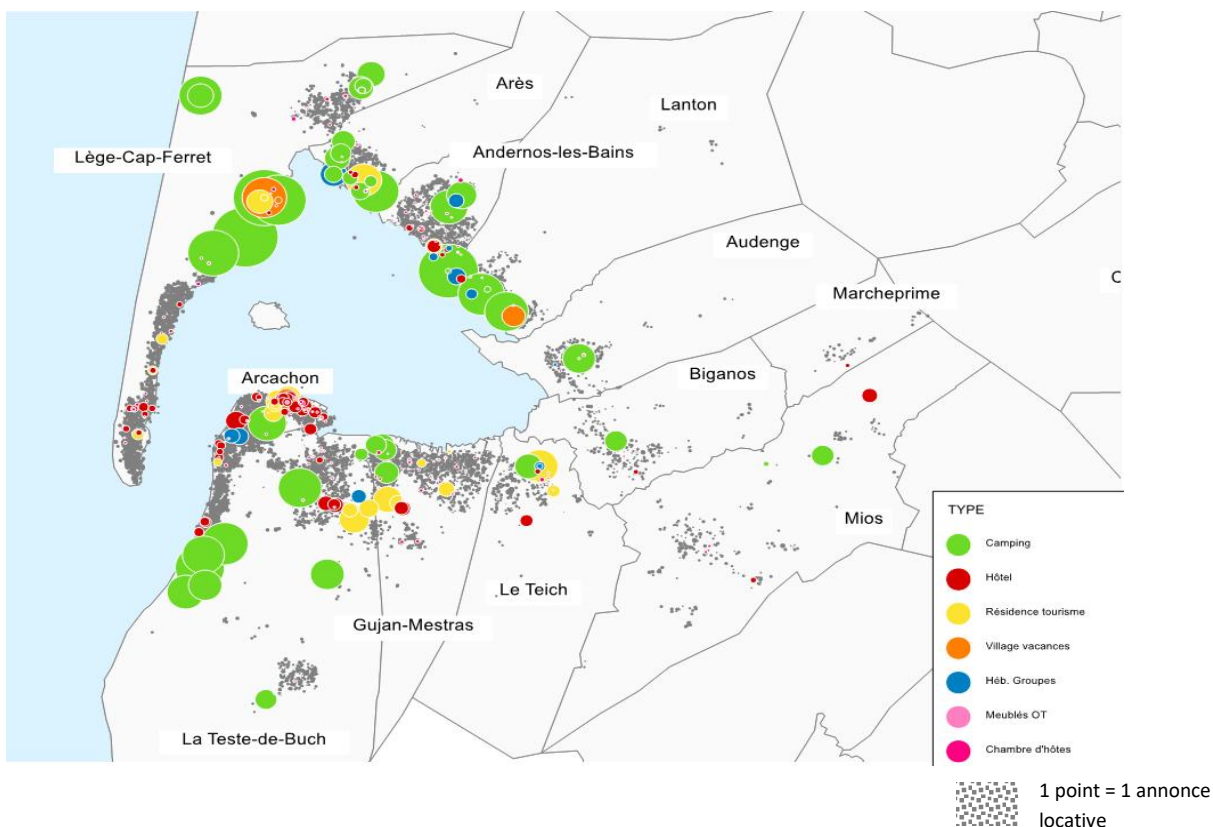 Arès
Lanton
Lège-Cap-Ferret
Andernos-les-Bains
Audenge
Marcheprime
Biganos
Arcachon
Mios
Le Teich
Gujan-Mestras
La Teste-de-Buch
TYPE
Camping
Hôtel
Résidence tourisme
Village vacances
Héb. Groupes
Meublés OT
Chambre d'hôtes
1 point = 1 annonce
locative